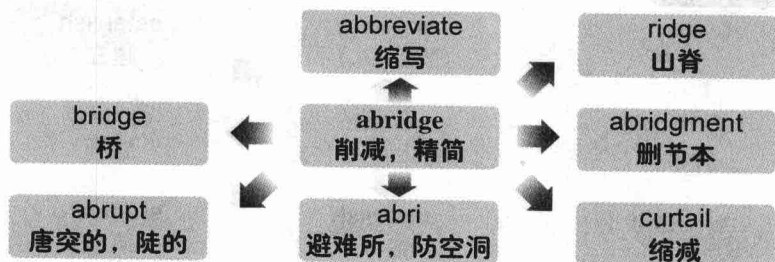 abbreviate
缩写
ridge
山脊
bridge
桥
abridge
削减，精简
abridgment
删节本
abrupt
唐突的，陡的
abri
避难所，防空洞
curtail
缩减